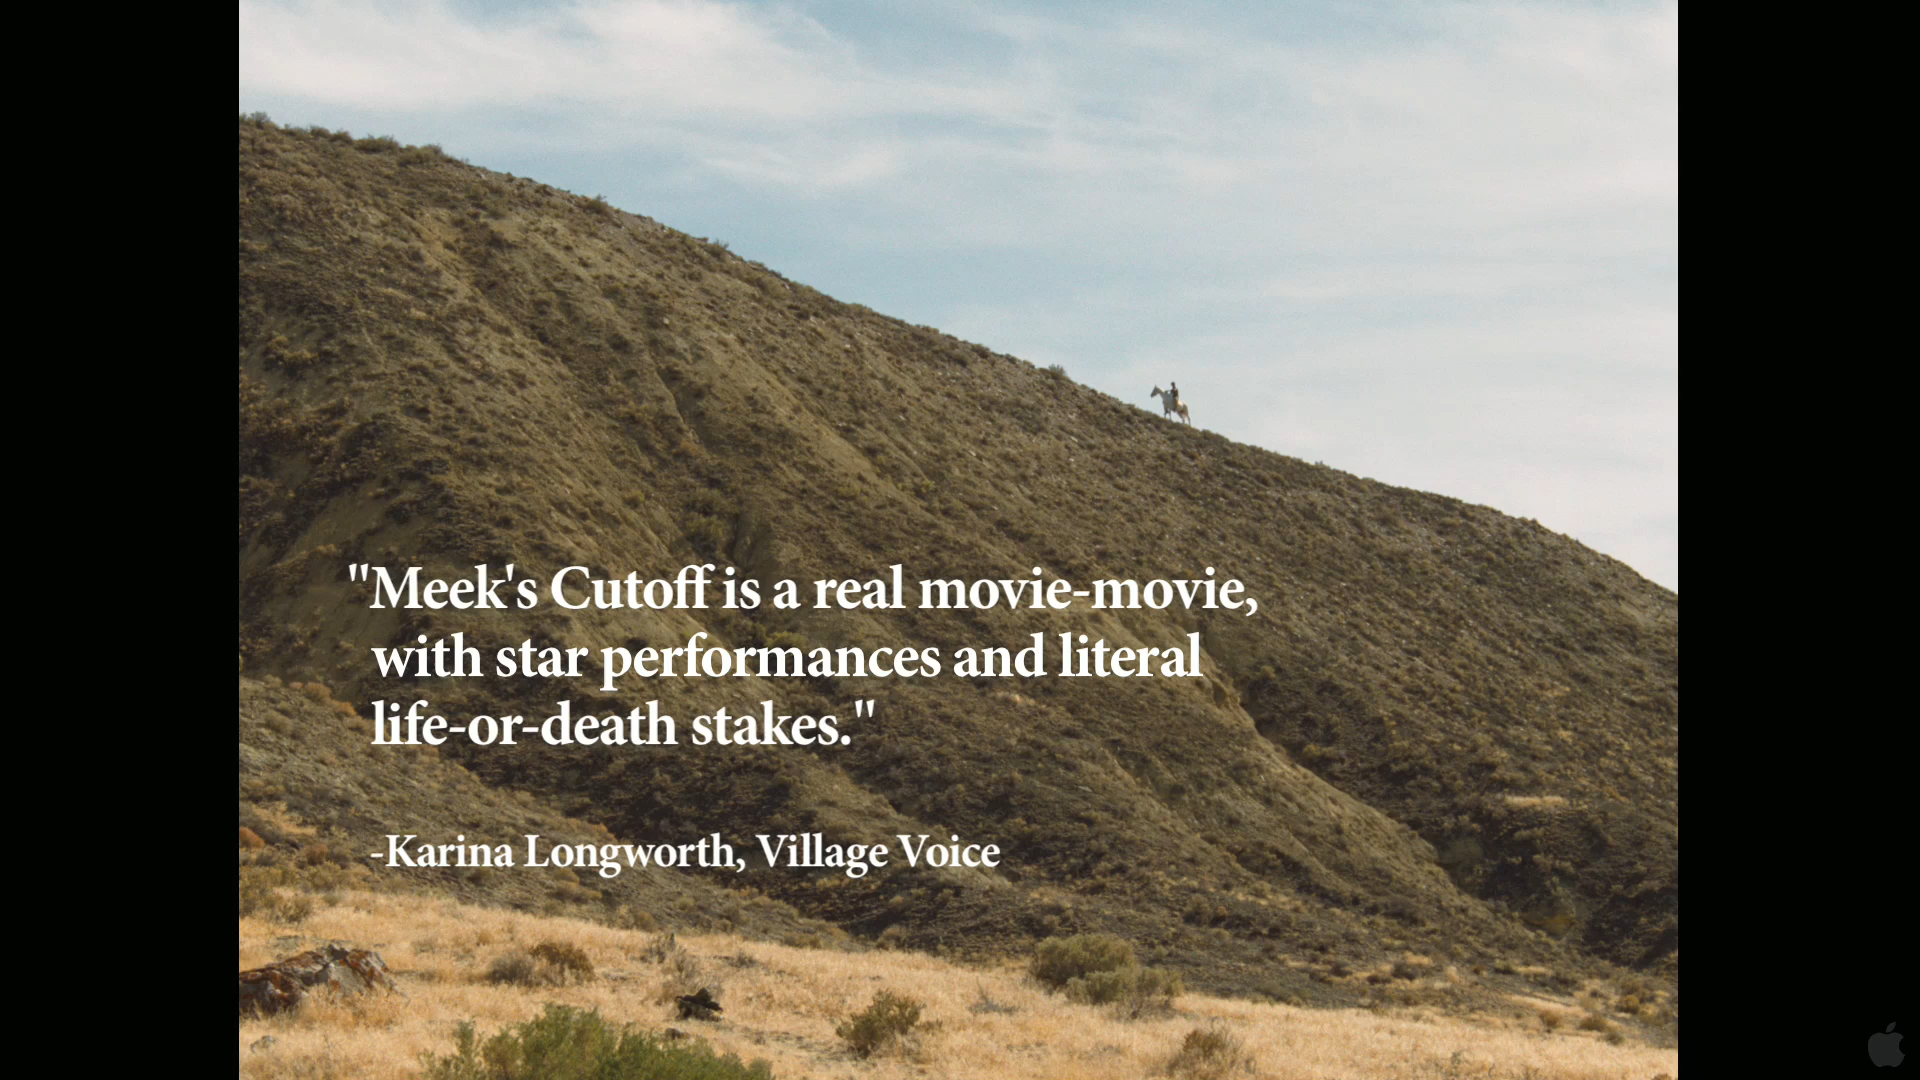 "Meek's Cutoff is a real movie-movie,
with star performances and literal
life-or-death stakes."
-Karina Longworth, Village Voice